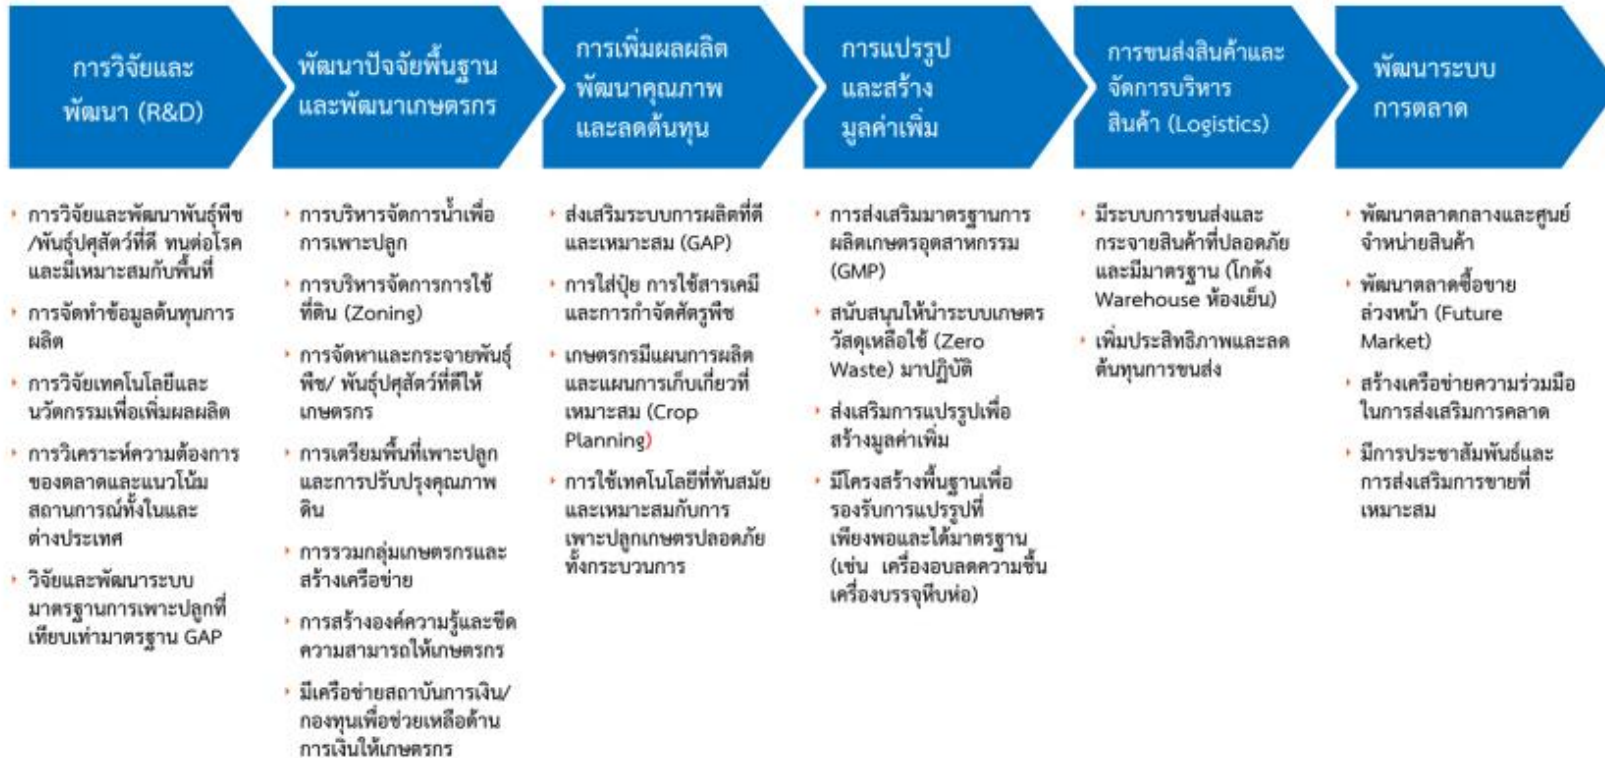 การวิจัยและ
พัฒนา (R&D)
พัฒนาปัจจัยพื้นฐาน
และพัฒนาเกษตรกร
การเพิ่มผลผลิต
พัฒนาคุณภาพ
และลดต้นทุน
การแปรรูป
และสร้าง
มูลค่าเพิ่ม
การขนส่งสินค้าและ
จัดการบริหาร
สินค้า (Logistics)
พัฒนาระบบ
การตลาด
การวิจัยและพัฒนาพันธุ์พืช
/พันธุ์ปศุสัตว์ที่ดี ทนต่อโรค
และมีเหมาะสมกับพื้นที่
การจัดทำข้อมูลต้นทุนการ
ผลิต
การวิจัยเทคโนโลยีและ
นวัตกรรมเพื่อเพิ่มผลผลิต
การวิเคราะห์ความต้องการ
ของตลาดและแนวโน้ม
สถานการณ์ทั้งในและ
ต่างประเทศ
วิจัยและพัฒนาระบบ
มาตรฐานการเพาะปลูกที่
เทียบเท่ามาตรฐาน GAP
การบริหารจัดการน้ำเพื่อ
การเพาะปลูก
การบริหารจัดการการใช้
ที่ดิน (Zoning)
การจัดหาและกระจายพันธุ์
พืช/ พันธุ์ปศุสัตว์ที่ดีให้
เกษตรกร
การเตรียมพื้นที่เพาะปลูก
และการปรับปรุงคุณภาพ
ดิน
การรวมกลุ่มเกษตรกรและ
สร้างเครือข่าย
การสร้างองค์ความรู้และขีด
ความสามารถให้เกษตรกร
มีเครือข่ายสถาบันการเงิน/
กองทุนเพื่อช่วยเหลือด้าน
การเงินให้เกษตรกร
ส่งเสริมระบบการผลิตที่ดี
และเหมาะสม (GAP)
การใส่ปุ๋ย การใช้สารเคมี
และการกำจัดศัตรูพืช
เกษตรกรมีแผนการผลิต
และแผนการเก็บเกี่ยวที่
เหมาะสม (Crop
Planning)
การใช้เทคโนโลยีที่ทันสมัย
และเหมาะสมกับการ
เพาะปลูกเกษตรปลอดภัย
ทั้งกระบวนการ
การส่งเสริมมาตรฐานการ
ผลิตเกษตรอุตสาหกรรม
(GMP)
สนับสนุนให้นำระบบเกษตร
วัสดุเหลือใช้ (Zero
Waste) มาปฏิบัติ
ส่งเสริมการแปรรูปเพื่อ
สร้างมูลค่าเพิ่ม
มีโครงสร้างพื้นฐานเพื่อ
รองรับการแปรรูปที่
เพียงพอและได้มาตรฐาน
(เช่น เครื่องอบลดความชื้น
เครื่องบรรจุหีบห่อ)
มีระบบการขนส่งและ
กระจายสินค้าที่ปลอดภัย
และมีมาตรฐาน (โกดัง
Warehouse ห้องเย็น)
เพิ่มประสิทธิภาพและลด
ต้นทุนการขนส่ง
พัฒนาตลาดกลางและศูนย์
จำหน่ายสินค้า
พัฒนาตลาดซื้อขาย
ล่วงหน้า (Future
Market)
สร้างเครือข่ายความร่วมมือ
ในการส่งเสริมการคลาด
มีการประชาสัมพันธ์และ
การส่งเสริมการขายที่
เหมาะสม